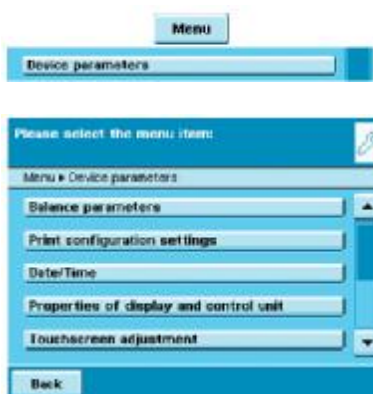 Menu
Device parameters
Please select the menu item:
Menu ▸ Device parameters
Balance parameters
Print configuration settings
Date/Time
Properties of display and control unit
Touchscreen adjustment
Back